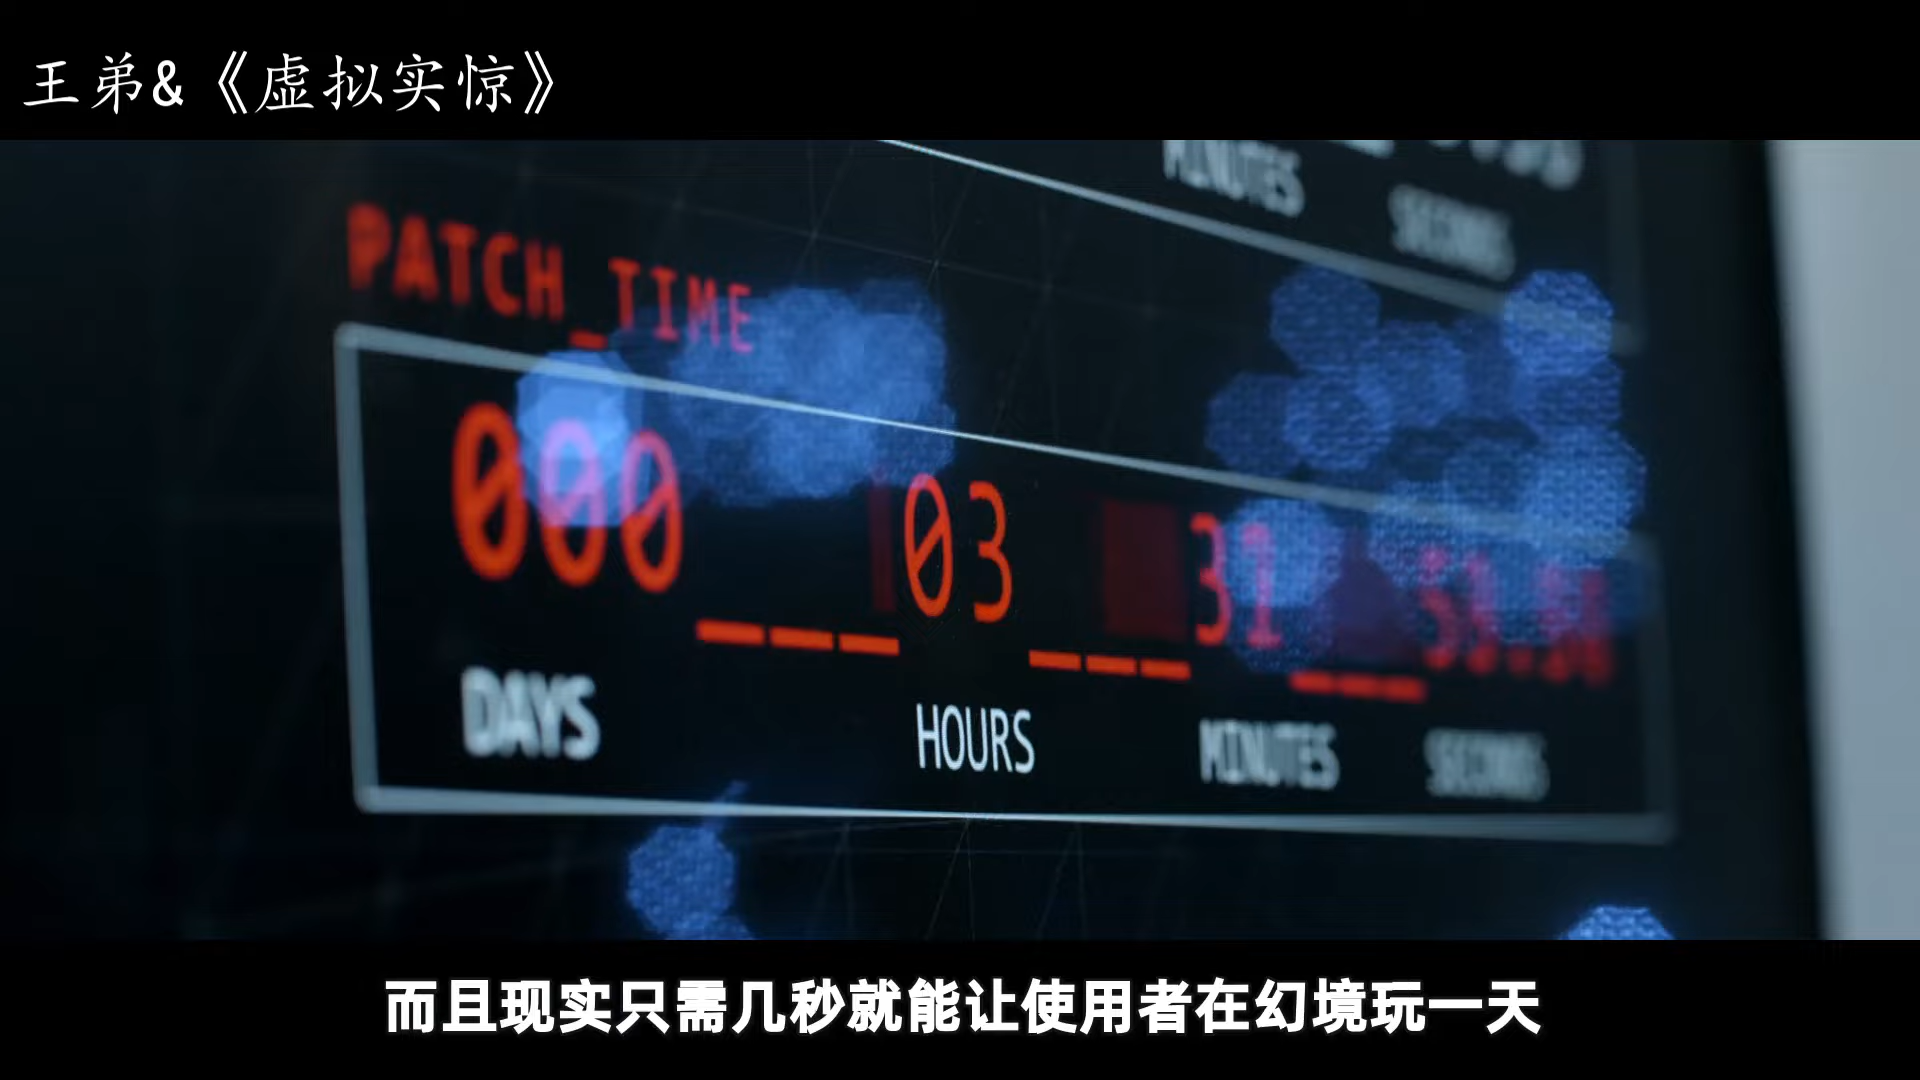 王弟&《虚拟实惊》
MINUTES SECONDS
PATCH_TIME
000 03 31
DAYS HOURS MINUTES SECONDS
而且现实只需几秒就能让使用者在幻境玩一天